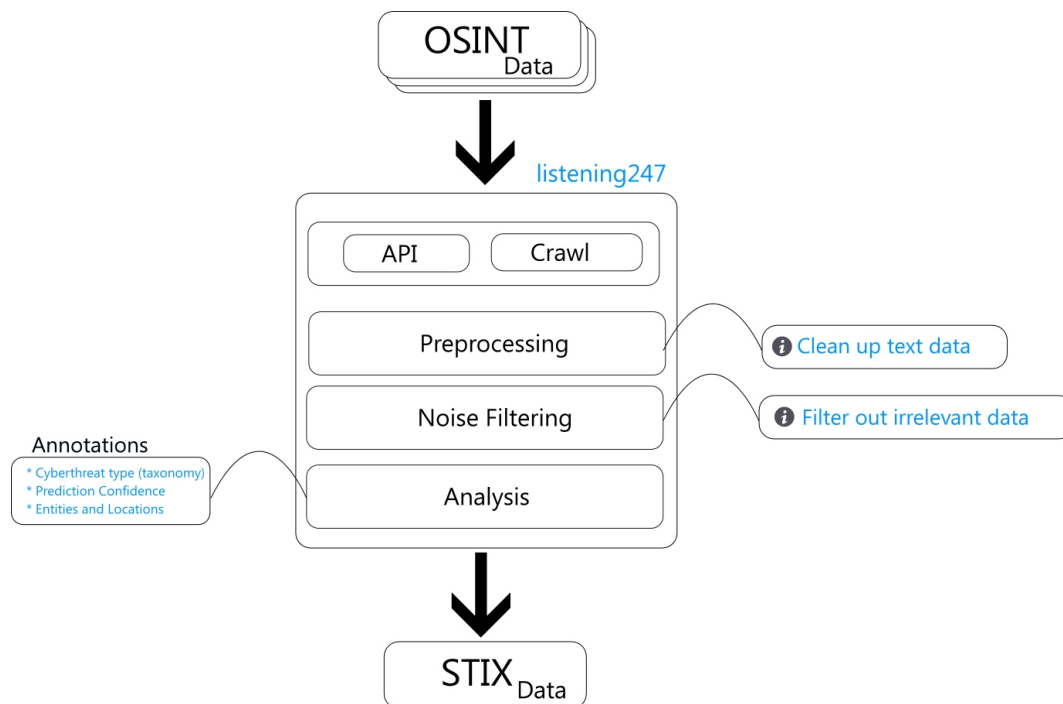 OSINT
Data
listening247
API
Crawl
Preprocessing
Clean up text data
Noise Filtering
Filter out irrelevant data
Annotations
* Cyberthreat type (taxonomy)
* Prediction Confidence
* Entities and Locations
Analysis
STIX
Data